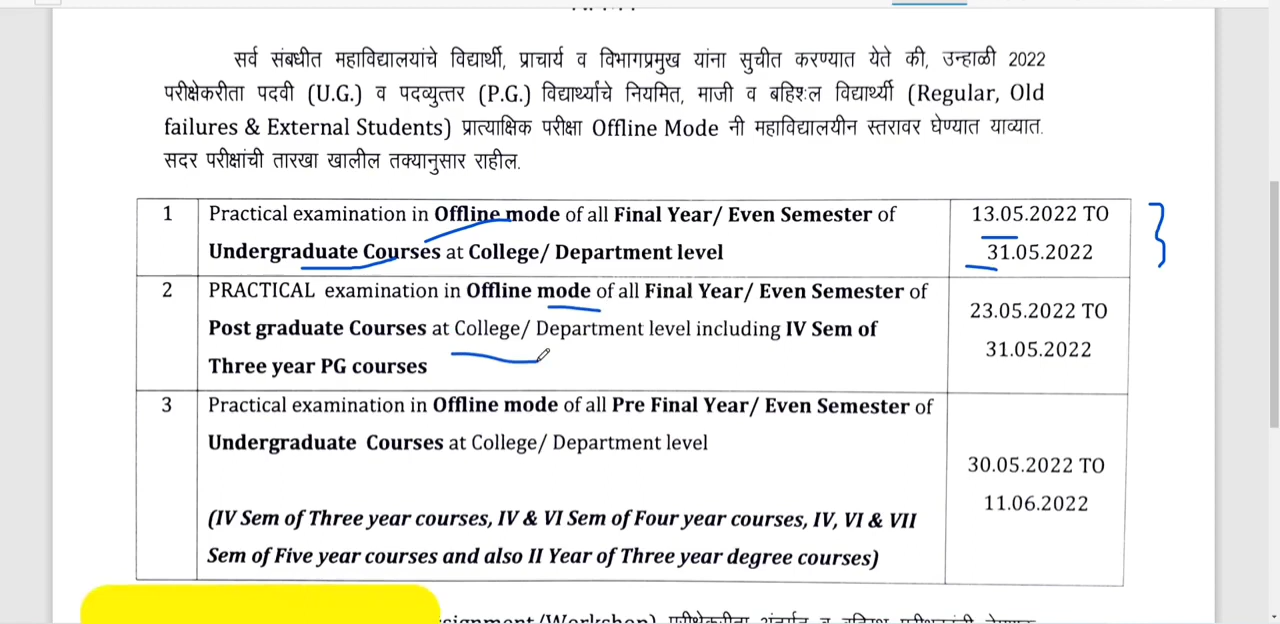 सर्व संबंधीत महाविद्यालयांचे विद्यार्थी, प्राचार्य व विभागप्रमुख यांना सुचीत करण्यात येते की, उन्हाळी 2022
परीक्षेकरीता पदवी (U.G.) व पदव्युत्तर (P.G.) विद्यार्थ्यांचे नियमित, माजी व बहिःशल विद्यार्थ्यी (Regular, Old
failures & External Students) प्रात्याक्षिक परीक्षा Offline Mode नी महाविद्यालयीन स्तरावर घेण्यात याव्यात.
सदर परीक्षांची तारखा खालील तक्यानुसार राहील.
1 Practical examination in Offline mode of all Final Year/ Even Semester of 13.05.2022 TO
Undergraduate Courses at College/ Department level 31.05.2022
2 PRACTICAL examination in Offline mode of all Final Year/ Even Semester of
Post graduate Courses at College/ Department level including IV Sem of 23.05.2022 TO
Three year PG courses 31.05.2022
3 Practical examination in Offline mode of all Pre Final Year/ Even Semester of
Undergraduate Courses at College/ Department level
30.05.2022 TO
11.06.2022
(IV Sem of Three year courses, IV & VI Sem of Four year courses, IV, VI & VII
Sem of Five year courses and also II Year of Three year degree courses)